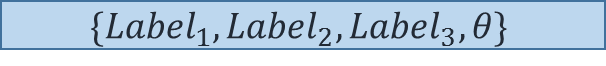 {Label₁, Label₂, Label₃, θ}